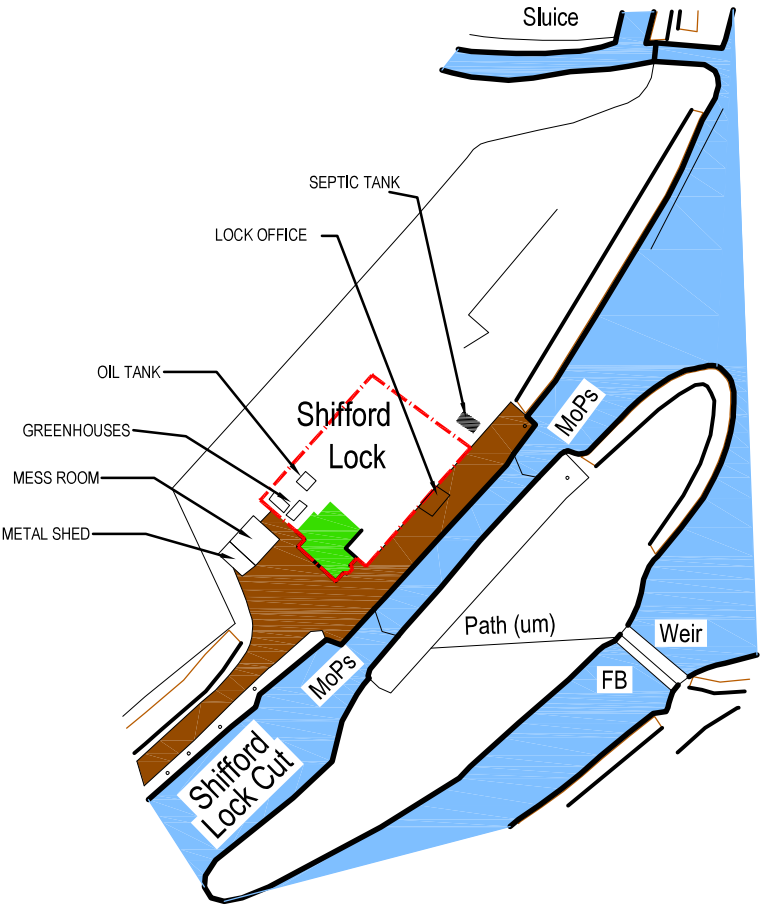 Sluice
SEPTIC TANK
LOCK OFFICE
OIL TANK
MoPs
Shifford
Lock
GREENHOUSES
MESS ROOM
METAL SHED
Path (um)
Weir
MoPs
FB
Shifford
Lock Cut